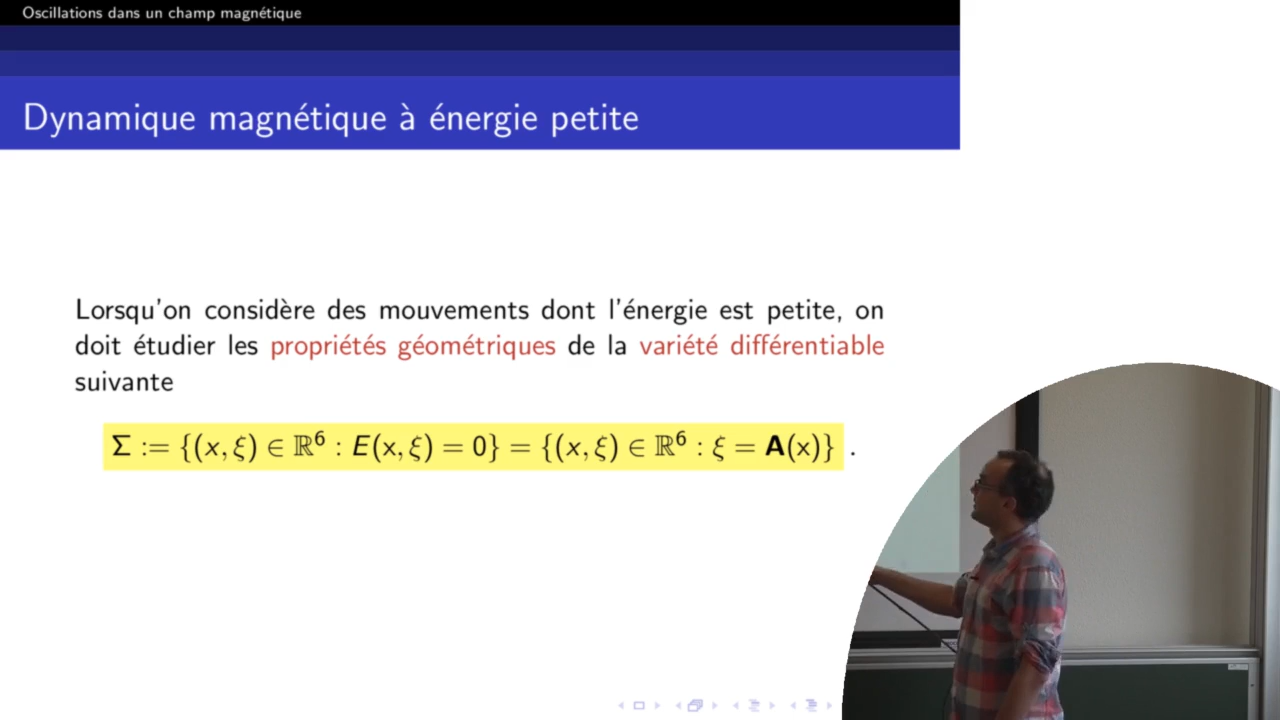 Oscillations dans un champ magnétique
Dynamique magnétique à énergie petite
Lorsqu'on considère des mouvements dont l'énergie est petite, on
doit étudier les propriétés géométriques de la variété différentiable
suivante
Σ := {(x, ξ) ∈ ℝ⁶ : E(x, ξ) = 0} = {(x, ξ) ∈ ℝ⁶ : ξ = A(x)} .